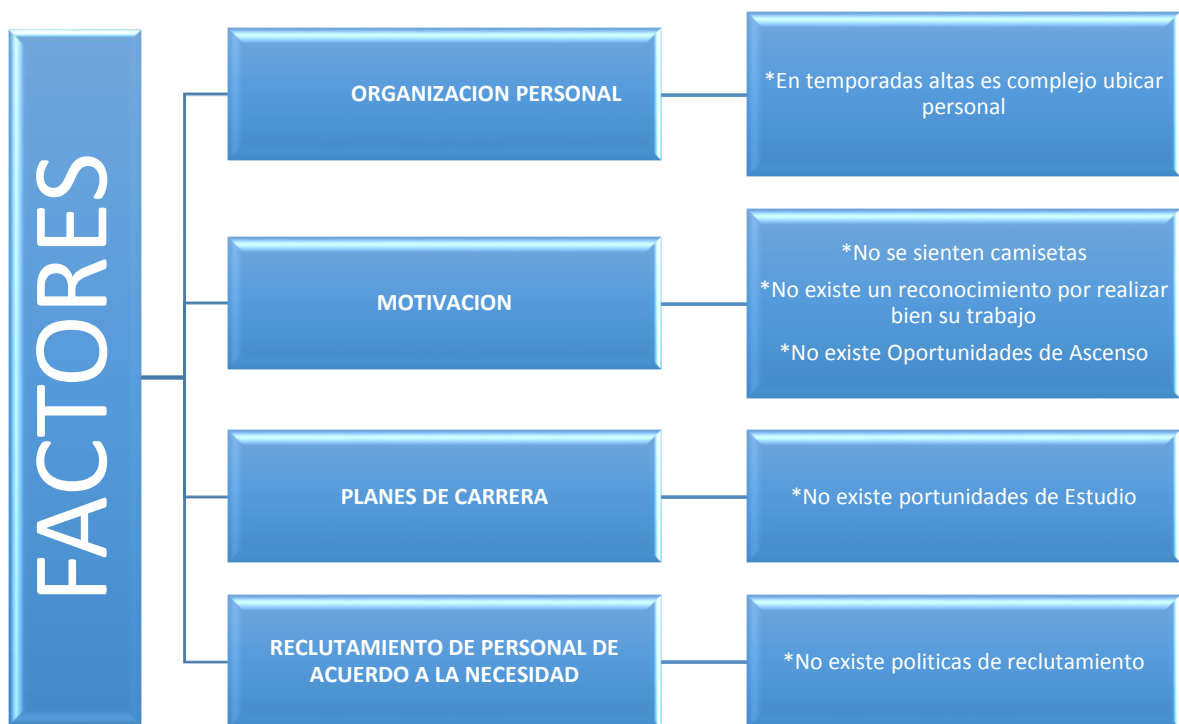 FACTORES
ORGANIZACION PERSONAL
*En temporadas altas es complejo ubicar
personal
MOTIVACION
*No se sienten camisetas
*No existe un reconocimiento por realizar
bien su trabajo
*No existe Oportunidades de Ascenso
PLANES DE CARRERA
*No existe portunidades de Estudio
RECLUTAMIENTO DE PERSONAL DE
ACUERDO A LA NECESIDAD
*No existe politicas de reclutamiento